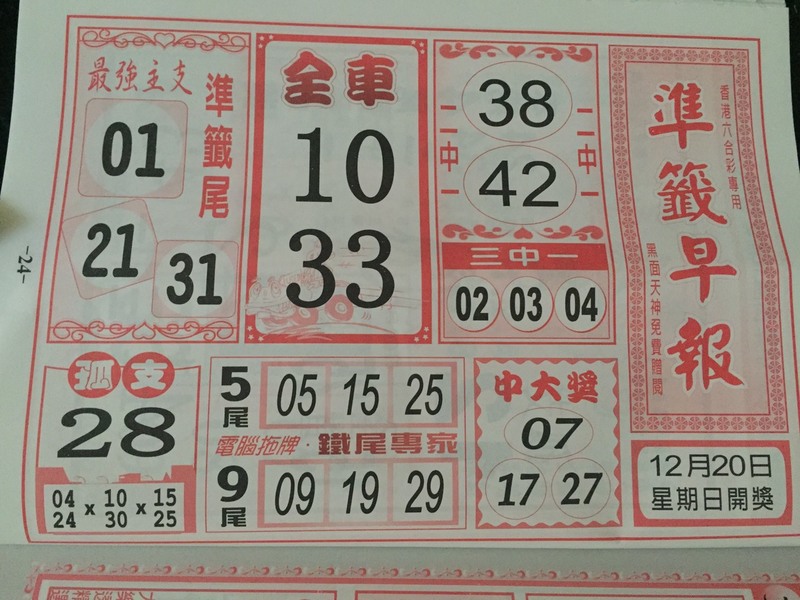 準籤早報
香港六合彩專用
黑面天神免費贈閱
12月20日
星期日開獎
最強主支
準籤尾
01
21
31
全車
10
33
二中一
38
42
二中一
三中一
02 03 04
孤支
28
04 x 10 x 15
24 30 25
5尾 05 15 25
電腦拖牌·鐵尾專家
9尾 09 19 29
中大獎
07
17 27
-24-